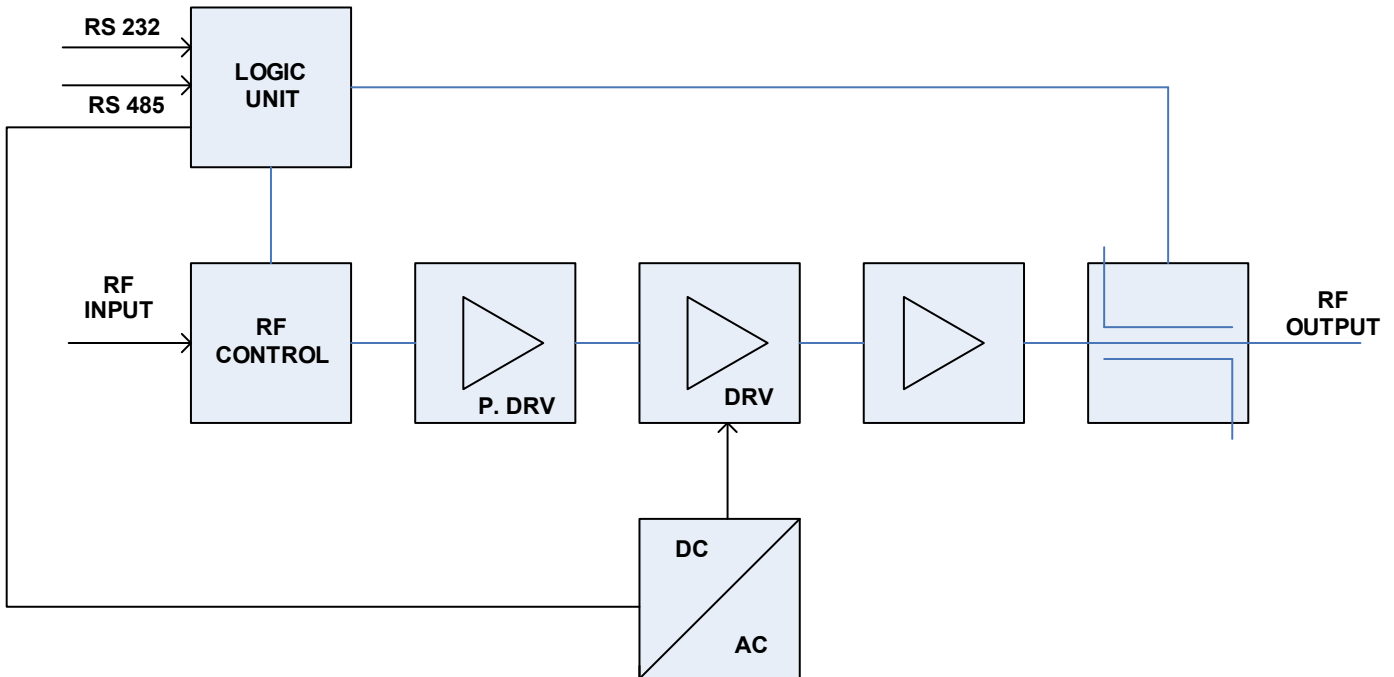 RS 232
RS 485
LOGIC
UNIT
RF
INPUT
RF
CONTROL
P. DRV
DRV
RF
OUTPUT
DC
AC